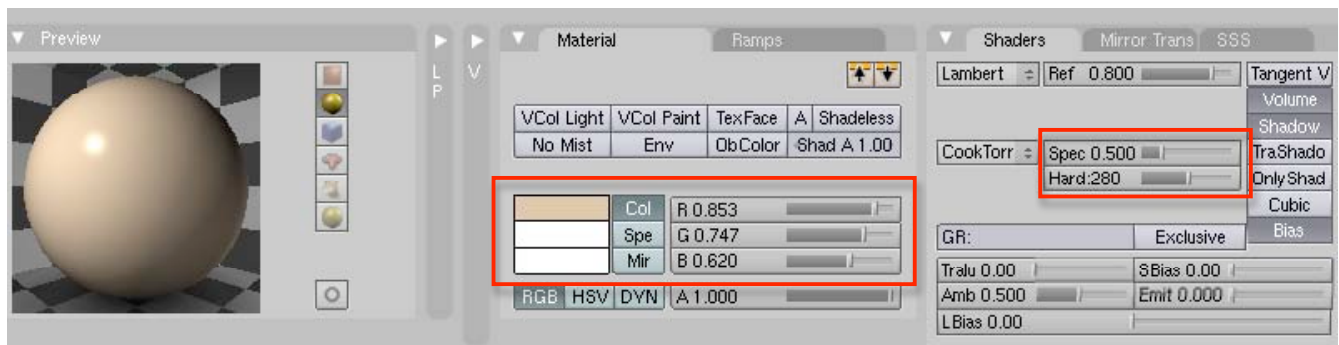 Preview
L
P
V
Material Ramps
VCol Light VCol Paint TexFace A Shadeless
No Mist Env ObColor Shad A 1.00
Col R 0.853
Spe G 0.747
Mir B 0.620
RGB HSV DYN A 1.000
Shaders Mirror Trans SSS
Lambert Ref 0.800 Tangent V
Volume
Shadow
CookTorr Spec 0.500 TraShado
Hard:280 OnlyShad
Cubic
GR: Exclusive Bias
Tralu 0.00 SBias 0.00
Amb 0.500 Emit 0.000
LBias 0.00